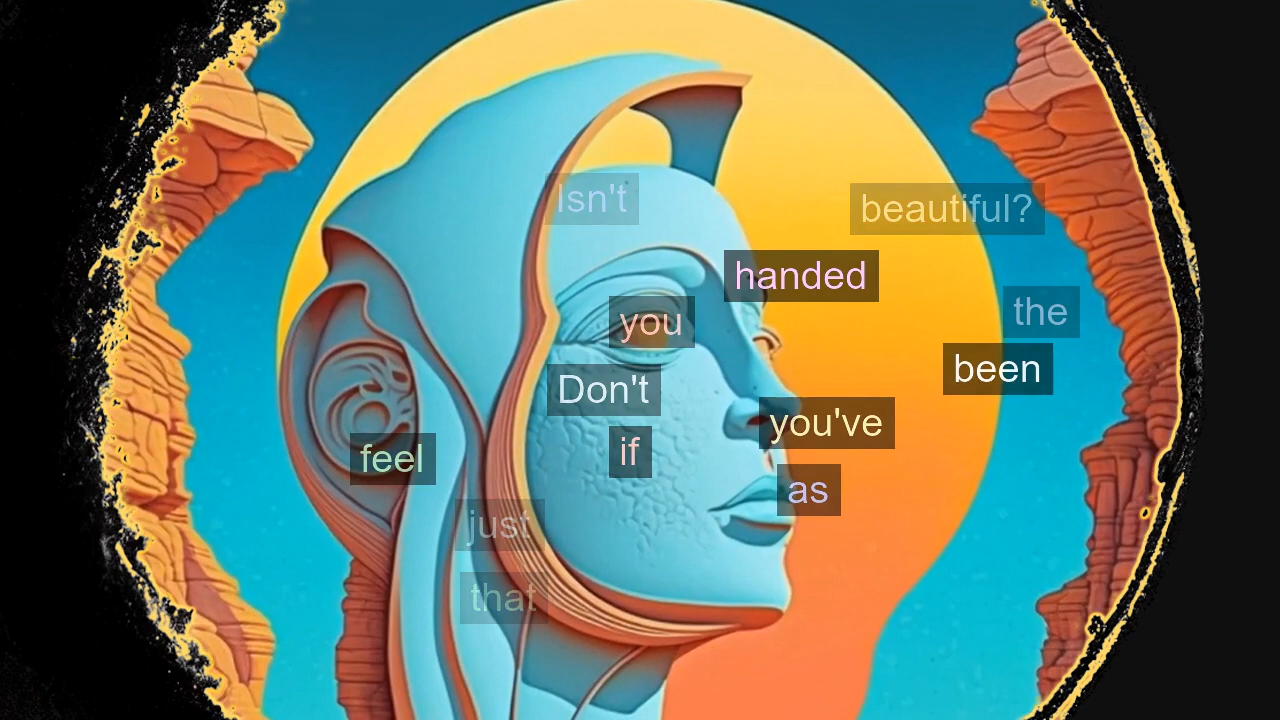 Isn't
beautiful?
handed
the
you
been
Don't
you've
if
feel
as
just
that